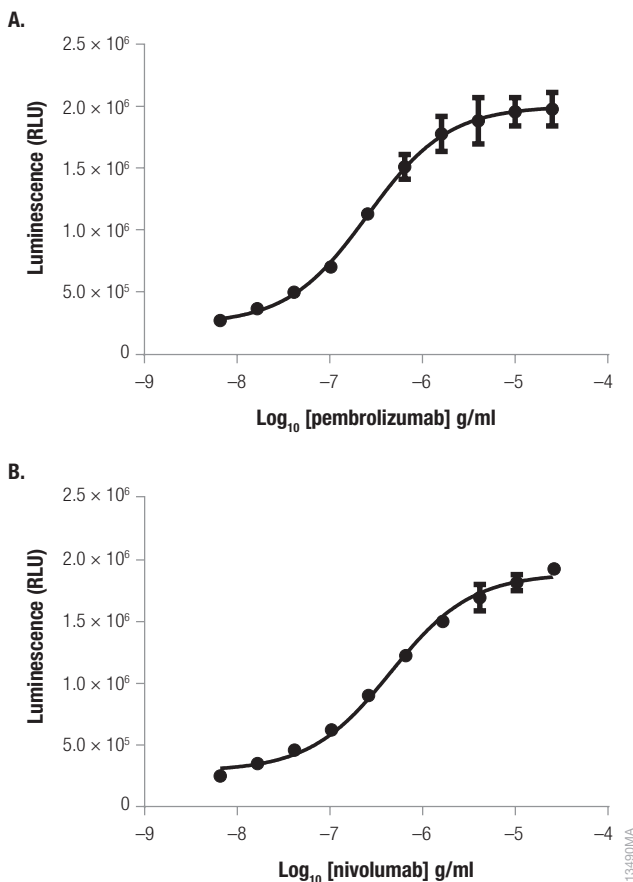 A.
Luminescence (RLU)
2.5 × 10⁶
2.0 × 10⁶
1.5 × 10⁶
1.0 × 10⁶
5.0 × 10⁵
0
–9 –8 –7 –6 –5 –4
Log₁₀ [pembrolizumab] g/ml
B.
Luminescence (RLU)
2.5 × 10⁶
2.0 × 10⁶
1.5 × 10⁶
1.0 × 10⁶
5.0 × 10⁵
0
–9 –8 –7 –6 –5 –4
Log₁₀ [nivolumab] g/ml
13490MA